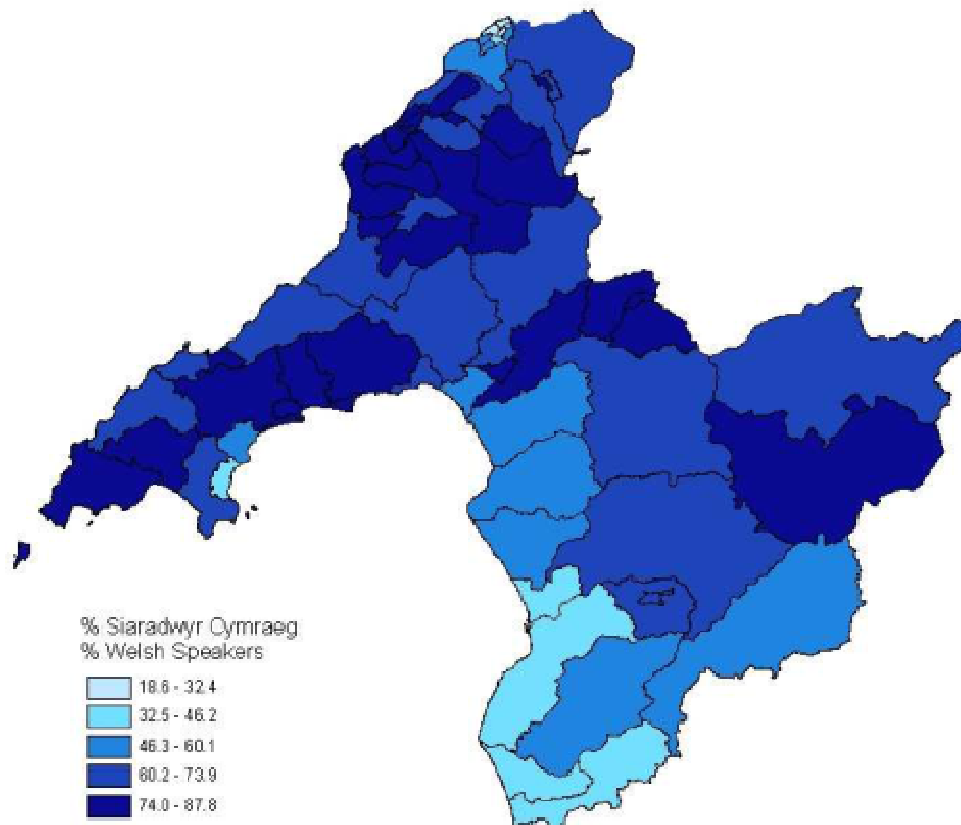 % Siaradwyr Cymraeg
% Welsh Speakers
18.6 - 32.4
32.5 - 46.2
46.3 - 60.1
60.2 - 73.9
74.0 - 87.8